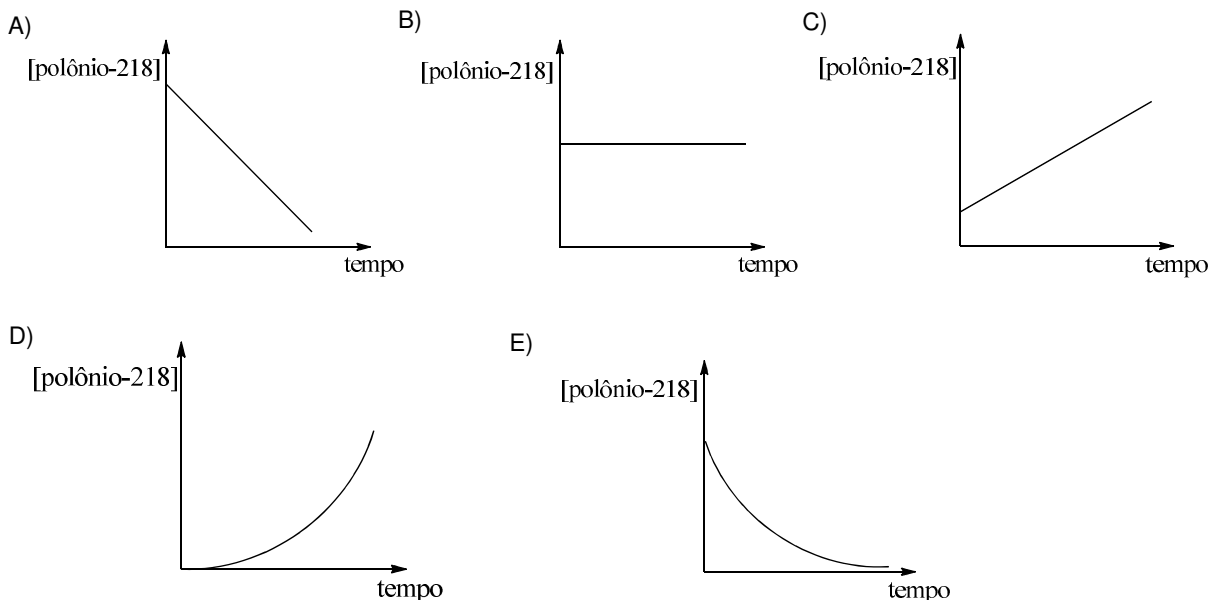 A)
[polônio-218]
tempo
B)
[polônio-218]
tempo
C)
[polônio-218]
tempo
D)
[polônio-218]
tempo
E)
[polônio-218]
tempo